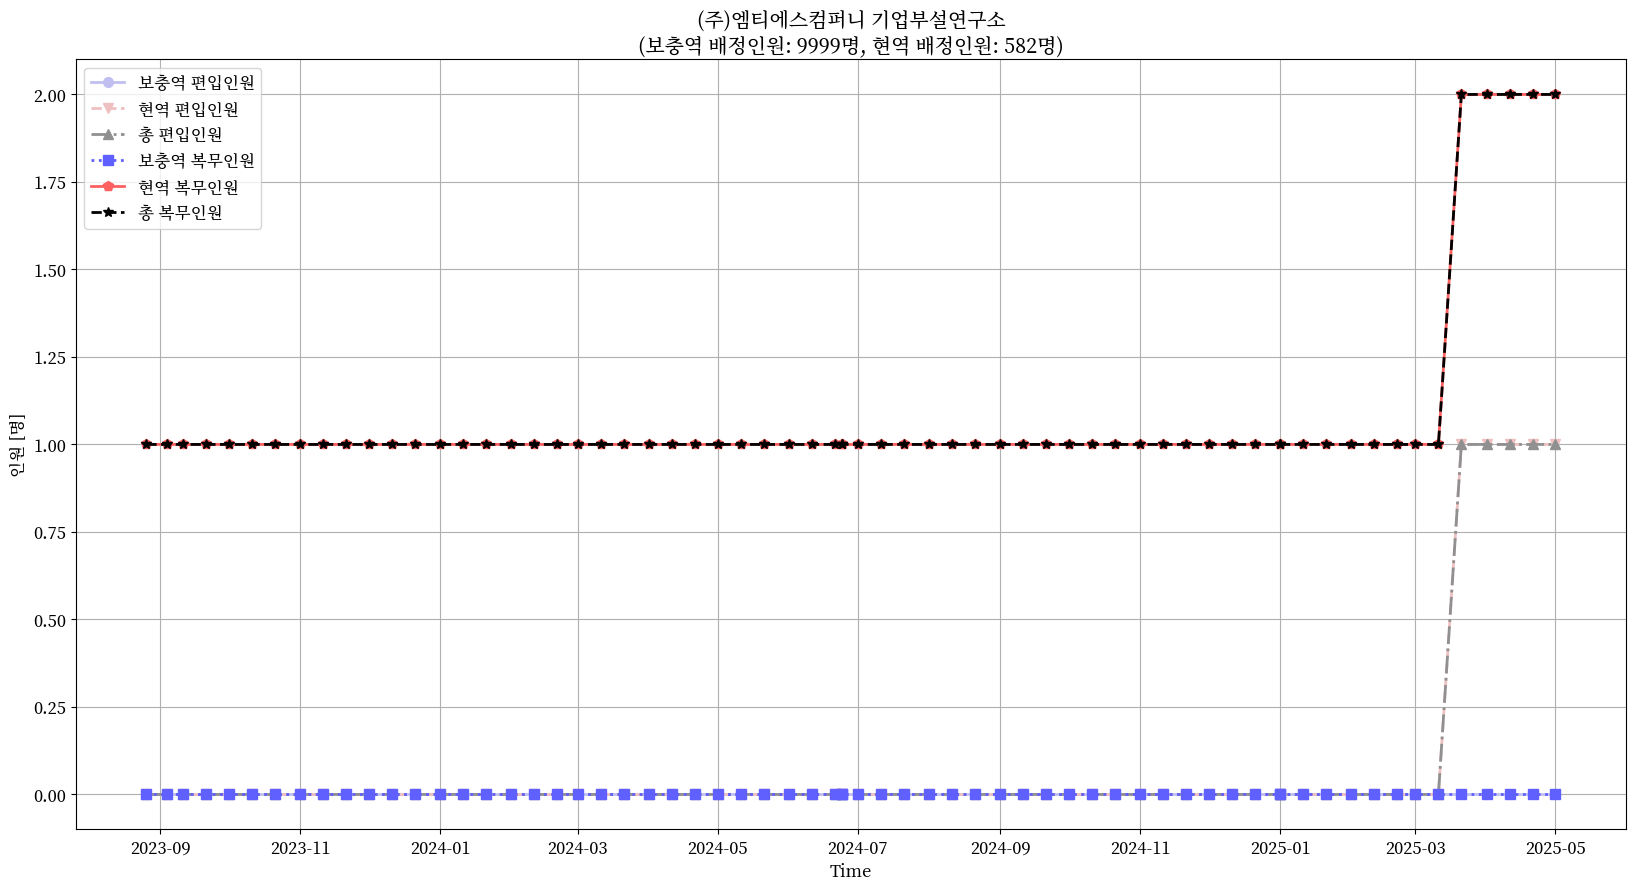 (주)엠티에스컴퍼니 기업부설연구소
(보충역 배정인원: 9999명, 현역 배정인원: 582명)
보충역 편입인원
현역 편입인원
총 편입인원
보충역 복무인원
현역 복무인원
총 복무인원
2.00
1.75
1.50
1.25
1.00
0.75
0.50
0.25
0.00
인원 [명]
2023-09
2023-11
2024-01
2024-03
2024-05
2024-07
2024-09
2024-11
2025-01
2025-03
2025-05
Time